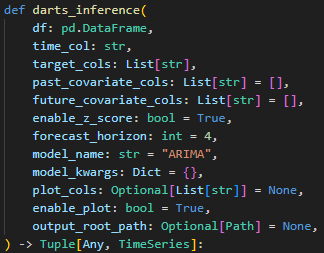 def darts_inference(
    df: pd.DataFrame,
    time_col: str,
    target_cols: List[str],
    past_covariate_cols: List[str] = [],
    future_covariate_cols: List[str] = [],
    enable_z_score: bool = True,
    forecast_horizon: int = 4,
    model_name: str = "ARIMA",
    model_kwargs: Dict = {},
    plot_cols: Optional[List[str]] = None,
    enable_plot: bool = True,
    output_root_path: Optional[Path] = None,
) -> Tuple[Any, TimeSeries]: